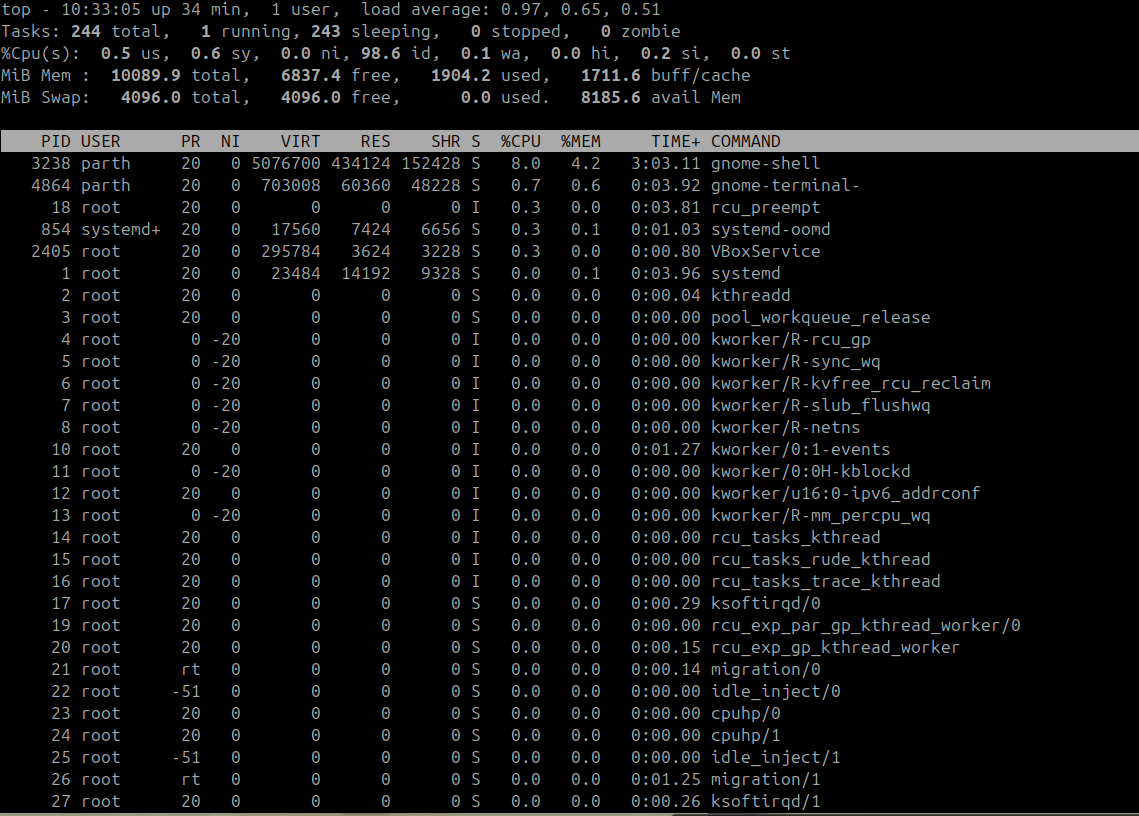 top - 10:33:05 up 34 min,  1 user,  load average: 0.97, 0.65, 0.51
Tasks: 244 total,   1 running, 243 sleeping,   0 stopped,   0 zombie
%Cpu(s):  0.5 us,  0.6 sy,  0.0 ni, 98.6 id,  0.1 wa,  0.0 hi,  0.2 si,  0.0 st
MiB Mem :  10089.9 total,   6837.4 free,   1904.2 used,   1711.6 buff/cache
MiB Swap:   4096.0 total,   4096.0 free,      0.0 used.   8185.6 avail Mem
    PID USER      PR  NI    VIRT    RES    SHR S  %CPU  %MEM     TIME+ COMMAND
   3238 parth     20   0 5076700 434124 152428 S   8.0   4.2   3:03.11 gnome-shell
   4864 parth     20   0  703008  60360  48228 S   0.7   0.6   0:03.92 gnome-terminal-
     18 root      20   0       0      0      0 I   0.3   0.0   0:03.81 rcu_preempt
    854 systemd+  20   0   17560   7424   6656 S   0.3   0.1   0:01.03 systemd-oomd
   2405 root      20   0  295784   3624   3228 S   0.3   0.0   0:00.80 VBoxService
      1 root      20   0   23484  14192   9328 S   0.0   0.1   0:03.96 systemd
      2 root      20   0       0      0      0 S   0.0   0.0   0:00.04 kthreadd
      3 root      20   0       0      0      0 S   0.0   0.0   0:00.00 pool_workqueue_release
      4 root       0 -20       0      0      0 I   0.0   0.0   0:00.00 kworker/R-rcu_gp
      5 root       0 -20       0      0      0 I   0.0   0.0   0:00.00 kworker/R-sync_wq
      6 root       0 -20       0      0      0 I   0.0   0.0   0:00.00 kworker/R-kvfree_rcu_reclaim
      7 root       0 -20       0      0      0 I   0.0   0.0   0:00.00 kworker/R-slub_flushwq
      8 root       0 -20       0      0      0 I   0.0   0.0   0:00.00 kworker/R-netns
     10 root      20   0       0      0      0 I   0.0   0.0   0:01.27 kworker/0:1-events
     11 root       0 -20       0      0      0 I   0.0   0.0   0:00.00 kworker/0:0H-kblockd
     12 root      20   0       0      0      0 I   0.0   0.0   0:00.00 kworker/u16:0-ipv6_addrconf
     13 root       0 -20       0      0      0 I   0.0   0.0   0:00.00 kworker/R-mm_percpu_wq
     14 root      20   0       0      0      0 I   0.0   0.0   0:00.00 rcu_tasks_kthread
     15 root      20   0       0      0      0 I   0.0   0.0   0:00.00 rcu_tasks_rude_kthread
     16 root      20   0       0      0      0 I   0.0   0.0   0:00.00 rcu_tasks_trace_kthread
     17 root      20   0       0      0      0 S   0.0   0.0   0:00.29 ksoftirqd/0
     19 root      20   0       0      0      0 S   0.0   0.0   0:00.00 rcu_exp_par_gp_kthread_worker/0
     20 root      20   0       0      0      0 S   0.0   0.0   0:00.15 rcu_exp_gp_kthread_worker
     21 root      rt   0       0      0      0 S   0.0   0.0   0:00.14 migration/0
     22 root     -51   0       0      0      0 S   0.0   0.0   0:00.00 idle_inject/0
     23 root      20   0       0      0      0 S   0.0   0.0   0:00.00 cpuhp/0
     24 root      20   0       0      0      0 S   0.0   0.0   0:00.00 cpuhp/1
     25 root     -51   0       0      0      0 S   0.0   0.0   0:00.00 idle_inject/1
     26 root      rt   0       0      0      0 S   0.0   0.0   0:01.25 migration/1
     27 root      20   0       0      0      0 S   0.0   0.0   0:00.26 ksoftirqd/1